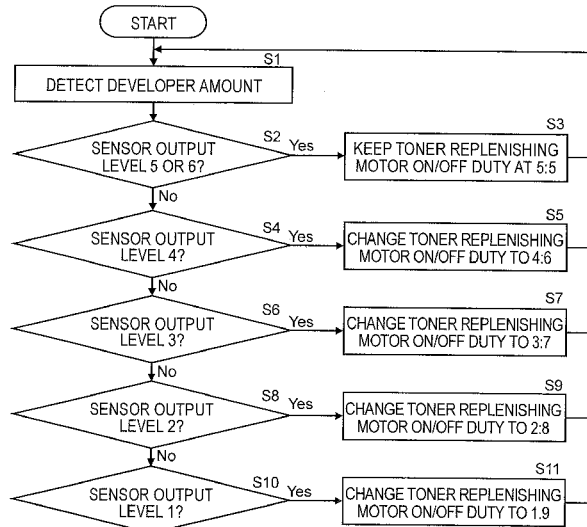 START
S1
DETECT DEVELOPER AMOUNT
S2
SENSOR OUTPUT
LEVEL 5 OR 6?
Yes
S3
KEEP TONER REPLENISHING
MOTOR ON/OFF DUTY AT 5:5
No
S4
SENSOR OUTPUT
LEVEL 4?
Yes
S5
CHANGE TONER REPLENISHING
MOTOR ON/OFF DUTY TO 4:6
No
S6
SENSOR OUTPUT
LEVEL 3?
Yes
S7
CHANGE TONER REPLENISHING
MOTOR ON/OFF DUTY TO 3:7
No
S8
SENSOR OUTPUT
LEVEL 2?
Yes
S9
CHANGE TONER REPLENISHING
MOTOR ON/OFF DUTY TO 2:8
No
S10
SENSOR OUTPUT
LEVEL 1?
Yes
S11
CHANGE TONER REPLENISHING
MOTOR ON/OFF DUTY TO 1.9